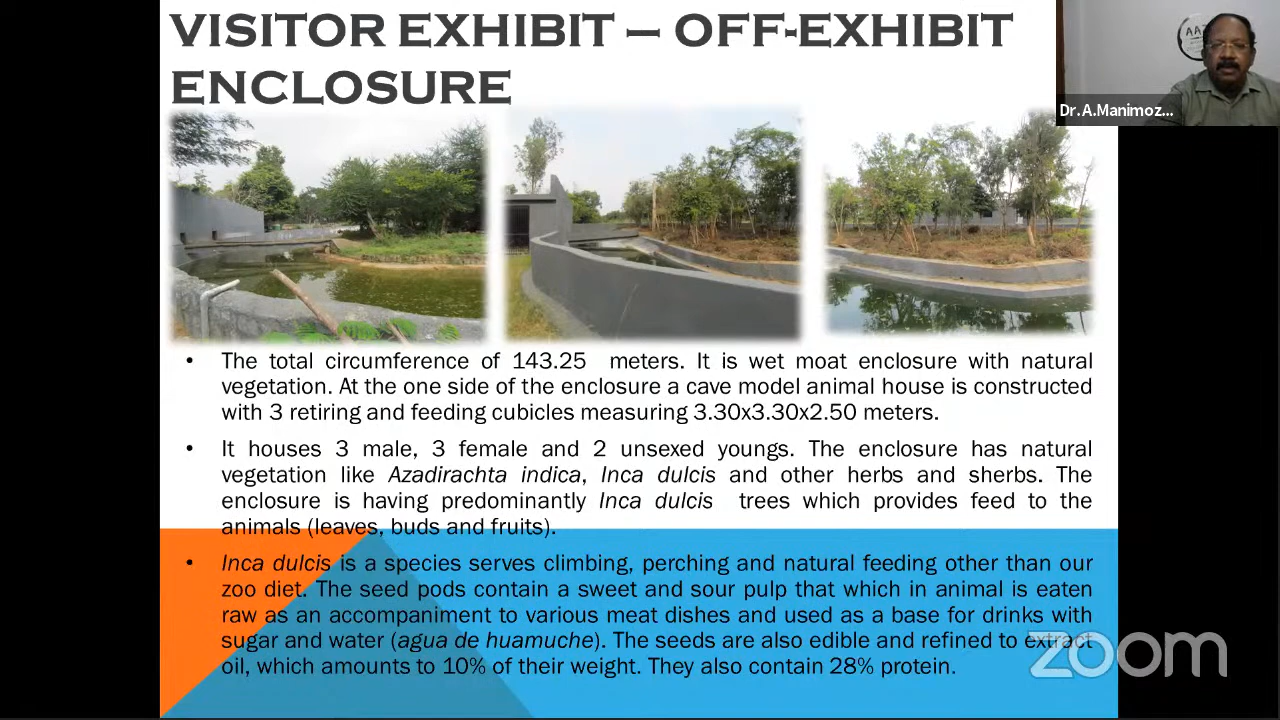 VISITOR EXHIBIT – OFF-EXHIBIT
ENCLOSURE
Dr.A.Manimoz...
• The total circumference of 143.25 meters. It is wet moat enclosure with natural
vegetation. At the one side of the enclosure a cave model animal house is constructed
with 3 retiring and feeding cubicles measuring 3.30x3.30x2.50 meters.
• It houses 3 male, 3 female and 2 unsexed youngs. The enclosure has natural
vegetation like Azadirachta indica, Inca dulcis and other herbs and sherbs. The
enclosure is having predominantly Inca dulcis trees which provides feed to the
animals (leaves, buds and fruits).
• Inca dulcis is a species serves climbing, perching and natural feeding other than our
zoo diet. The seed pods contain a sweet and sour pulp that which in animal is eaten
raw as an accompaniment to various meat dishes and used as a base for drinks with
sugar and water (agua de huamuche). The seeds are also edible and refined to extract
oil, which amounts to 10% of their weight. They also contain 28% protein.
zoom